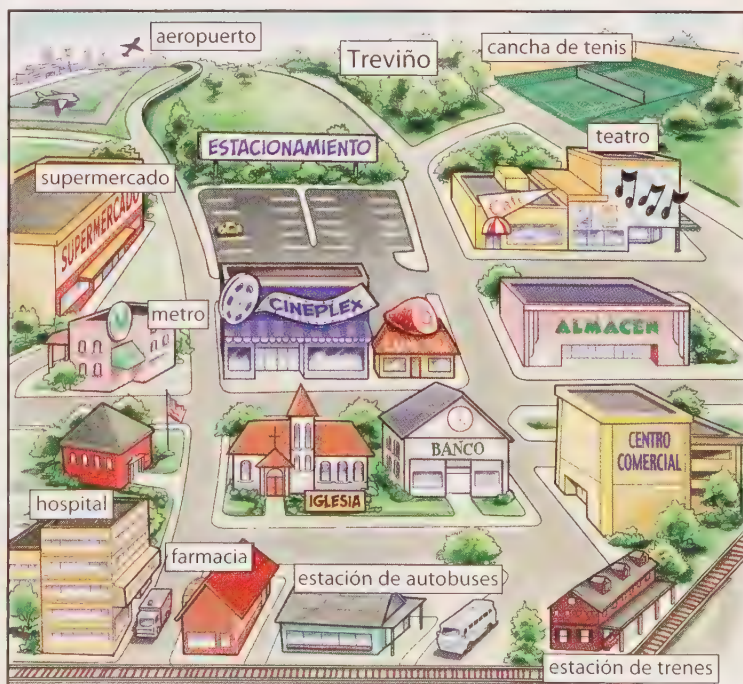 aeropuerto
Treviño
cancha de tenis
ESTACIONAMIENTO
teatro
supermercado
Café
SUPERMERCADO
CINEPLEX
metro
M
ALMACEN
BANCO
CENTRO
COMERCIAL
IGLESIA
hospital
farmacia
estación de autobuses
estación de trenes